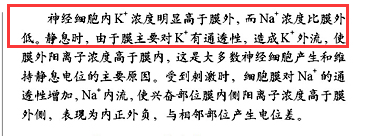 神经细胞内K⁺浓度明显高于膜外,而Na⁺浓度比膜外
低。静息时,由于膜主要对K⁺有通透性,造成K⁺外流,使
膜外阳离子浓度高于膜内,这是大多数神经细胞产生和维
持静息电位的主要原因。受到刺激时,细胞膜对Na⁺的通
透性增加,Na⁺内流,使兴奋部位膜内侧阳离子浓度高于膜
外侧,表现为内正外负,与相邻部位产生电位差。